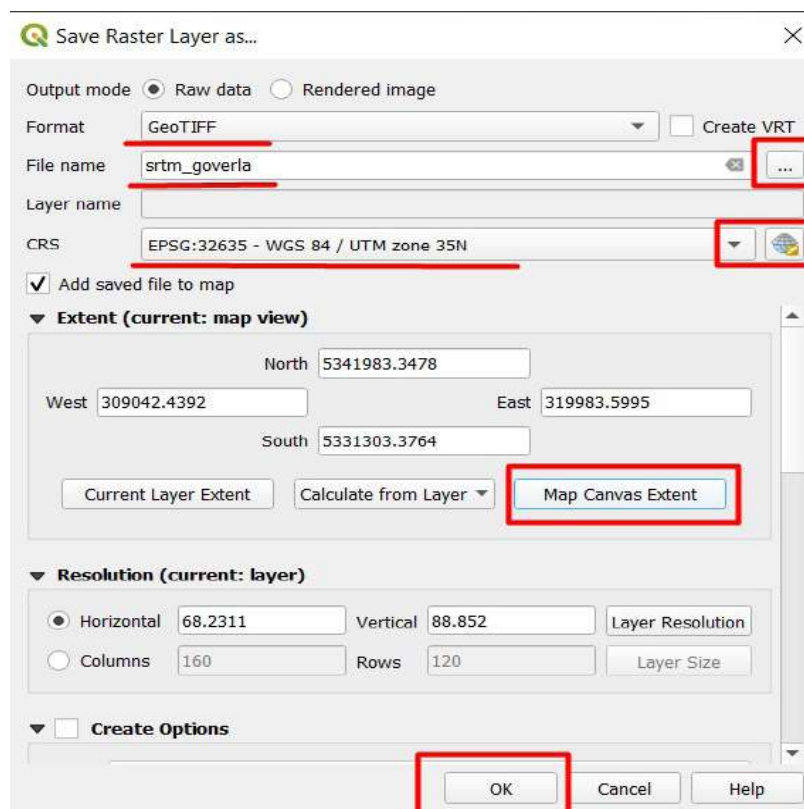 Save Raster Layer as...
Output mode Raw data Rendered image
Format GeoTIFF Create VRT
File name srtm_goverla ...
Layer name
CRS EPSG:32635 - WGS 84 / UTM zone 35N
Add saved file to map
Extent (current: map view)
North 5341983.3478
West 309042.4392 East 319983.5995
South 5331303.3764
Current Layer Extent Calculate from Layer Map Canvas Extent
Resolution (current: layer)
Horizontal 68.2311 Vertical 88.852 Layer Resolution
Columns 160 Rows 120 Layer Size
Create Options
OK Cancel Help